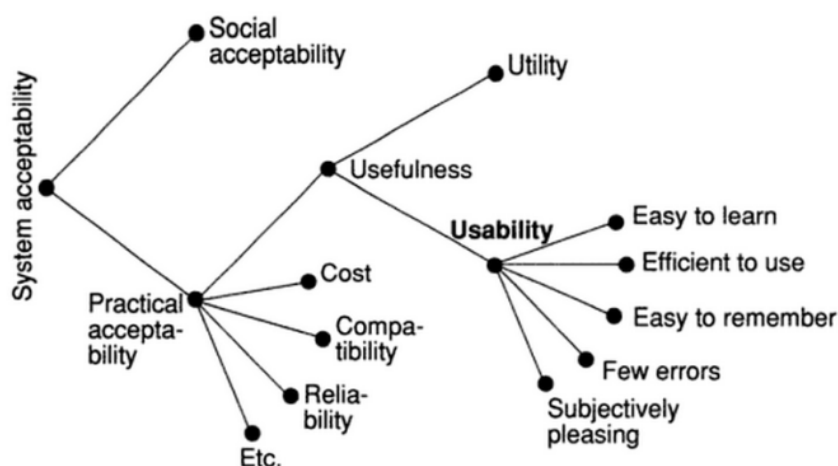 System acceptability
Social
acceptability
Utility
Usefulness
Usability
Easy to learn
Efficient to use
Easy to remember
Few errors
Subjectively
pleasing
Practical
accepta-
bility
Cost
Compa-
tibility
Relia-
bility
Etc.